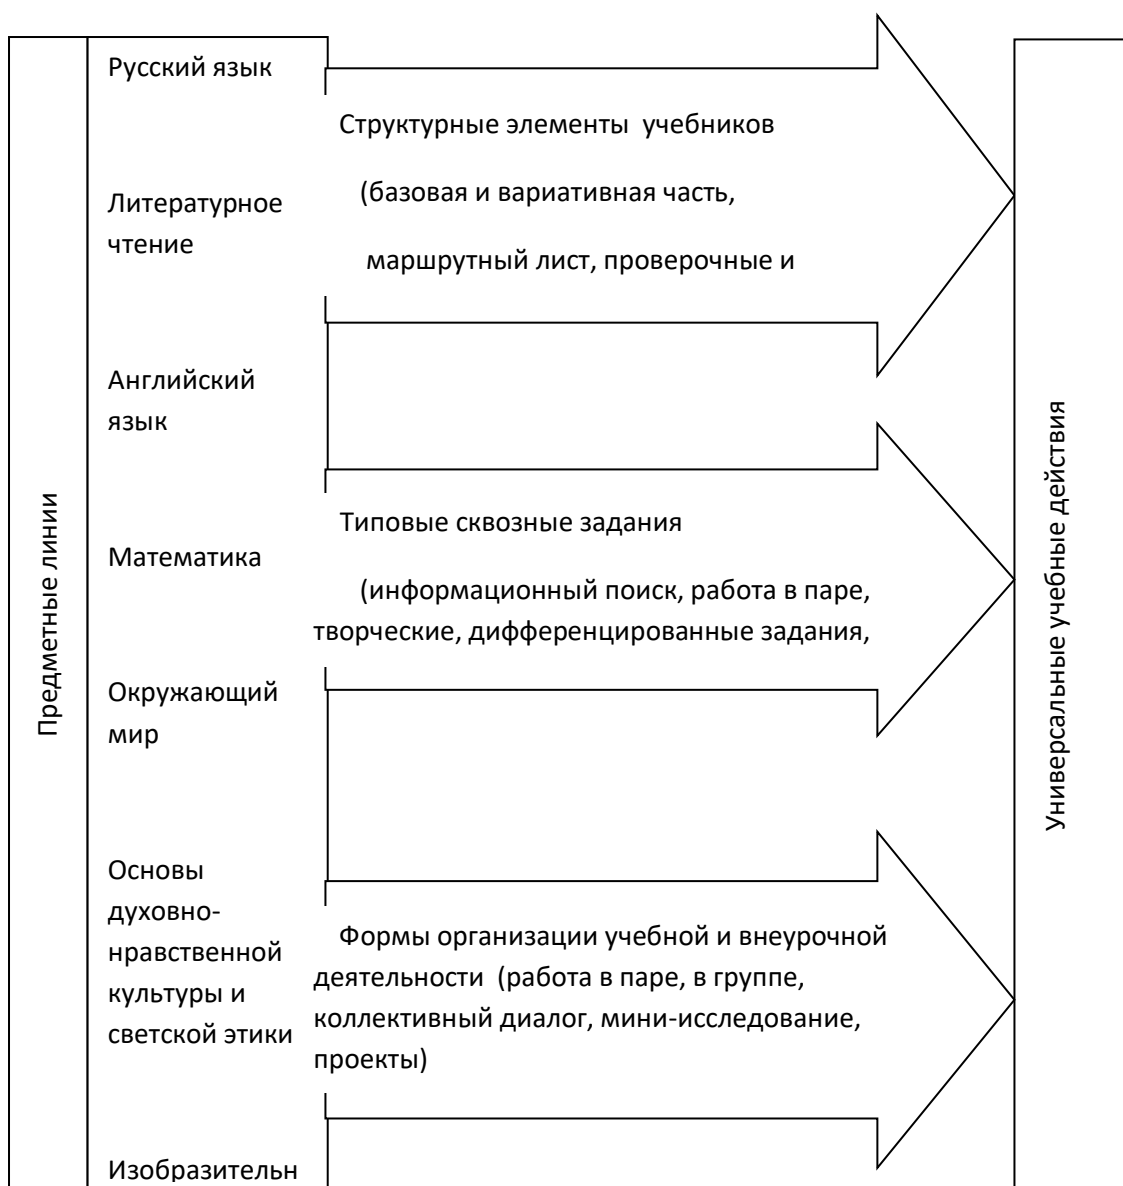 Предметные линии
Русский язык
Литературное
чтение
Английский
язык
Математика
Окружающий
мир
Основы
духовно-
нравственной
культуры и
светской этики
Изобразительн
Структурные элементы учебников
(базовая и вариативная часть,
маршрутный лист, проверочные и
Типовые сквозные задания
(информационный поиск, работа в паре,
творческие, дифференцированные задания,
Формы организации учебной и внеурочной
деятельности (работа в паре, в группе,
коллективный диалог, мини-исследование,
проекты)
Универсальные учебные действия